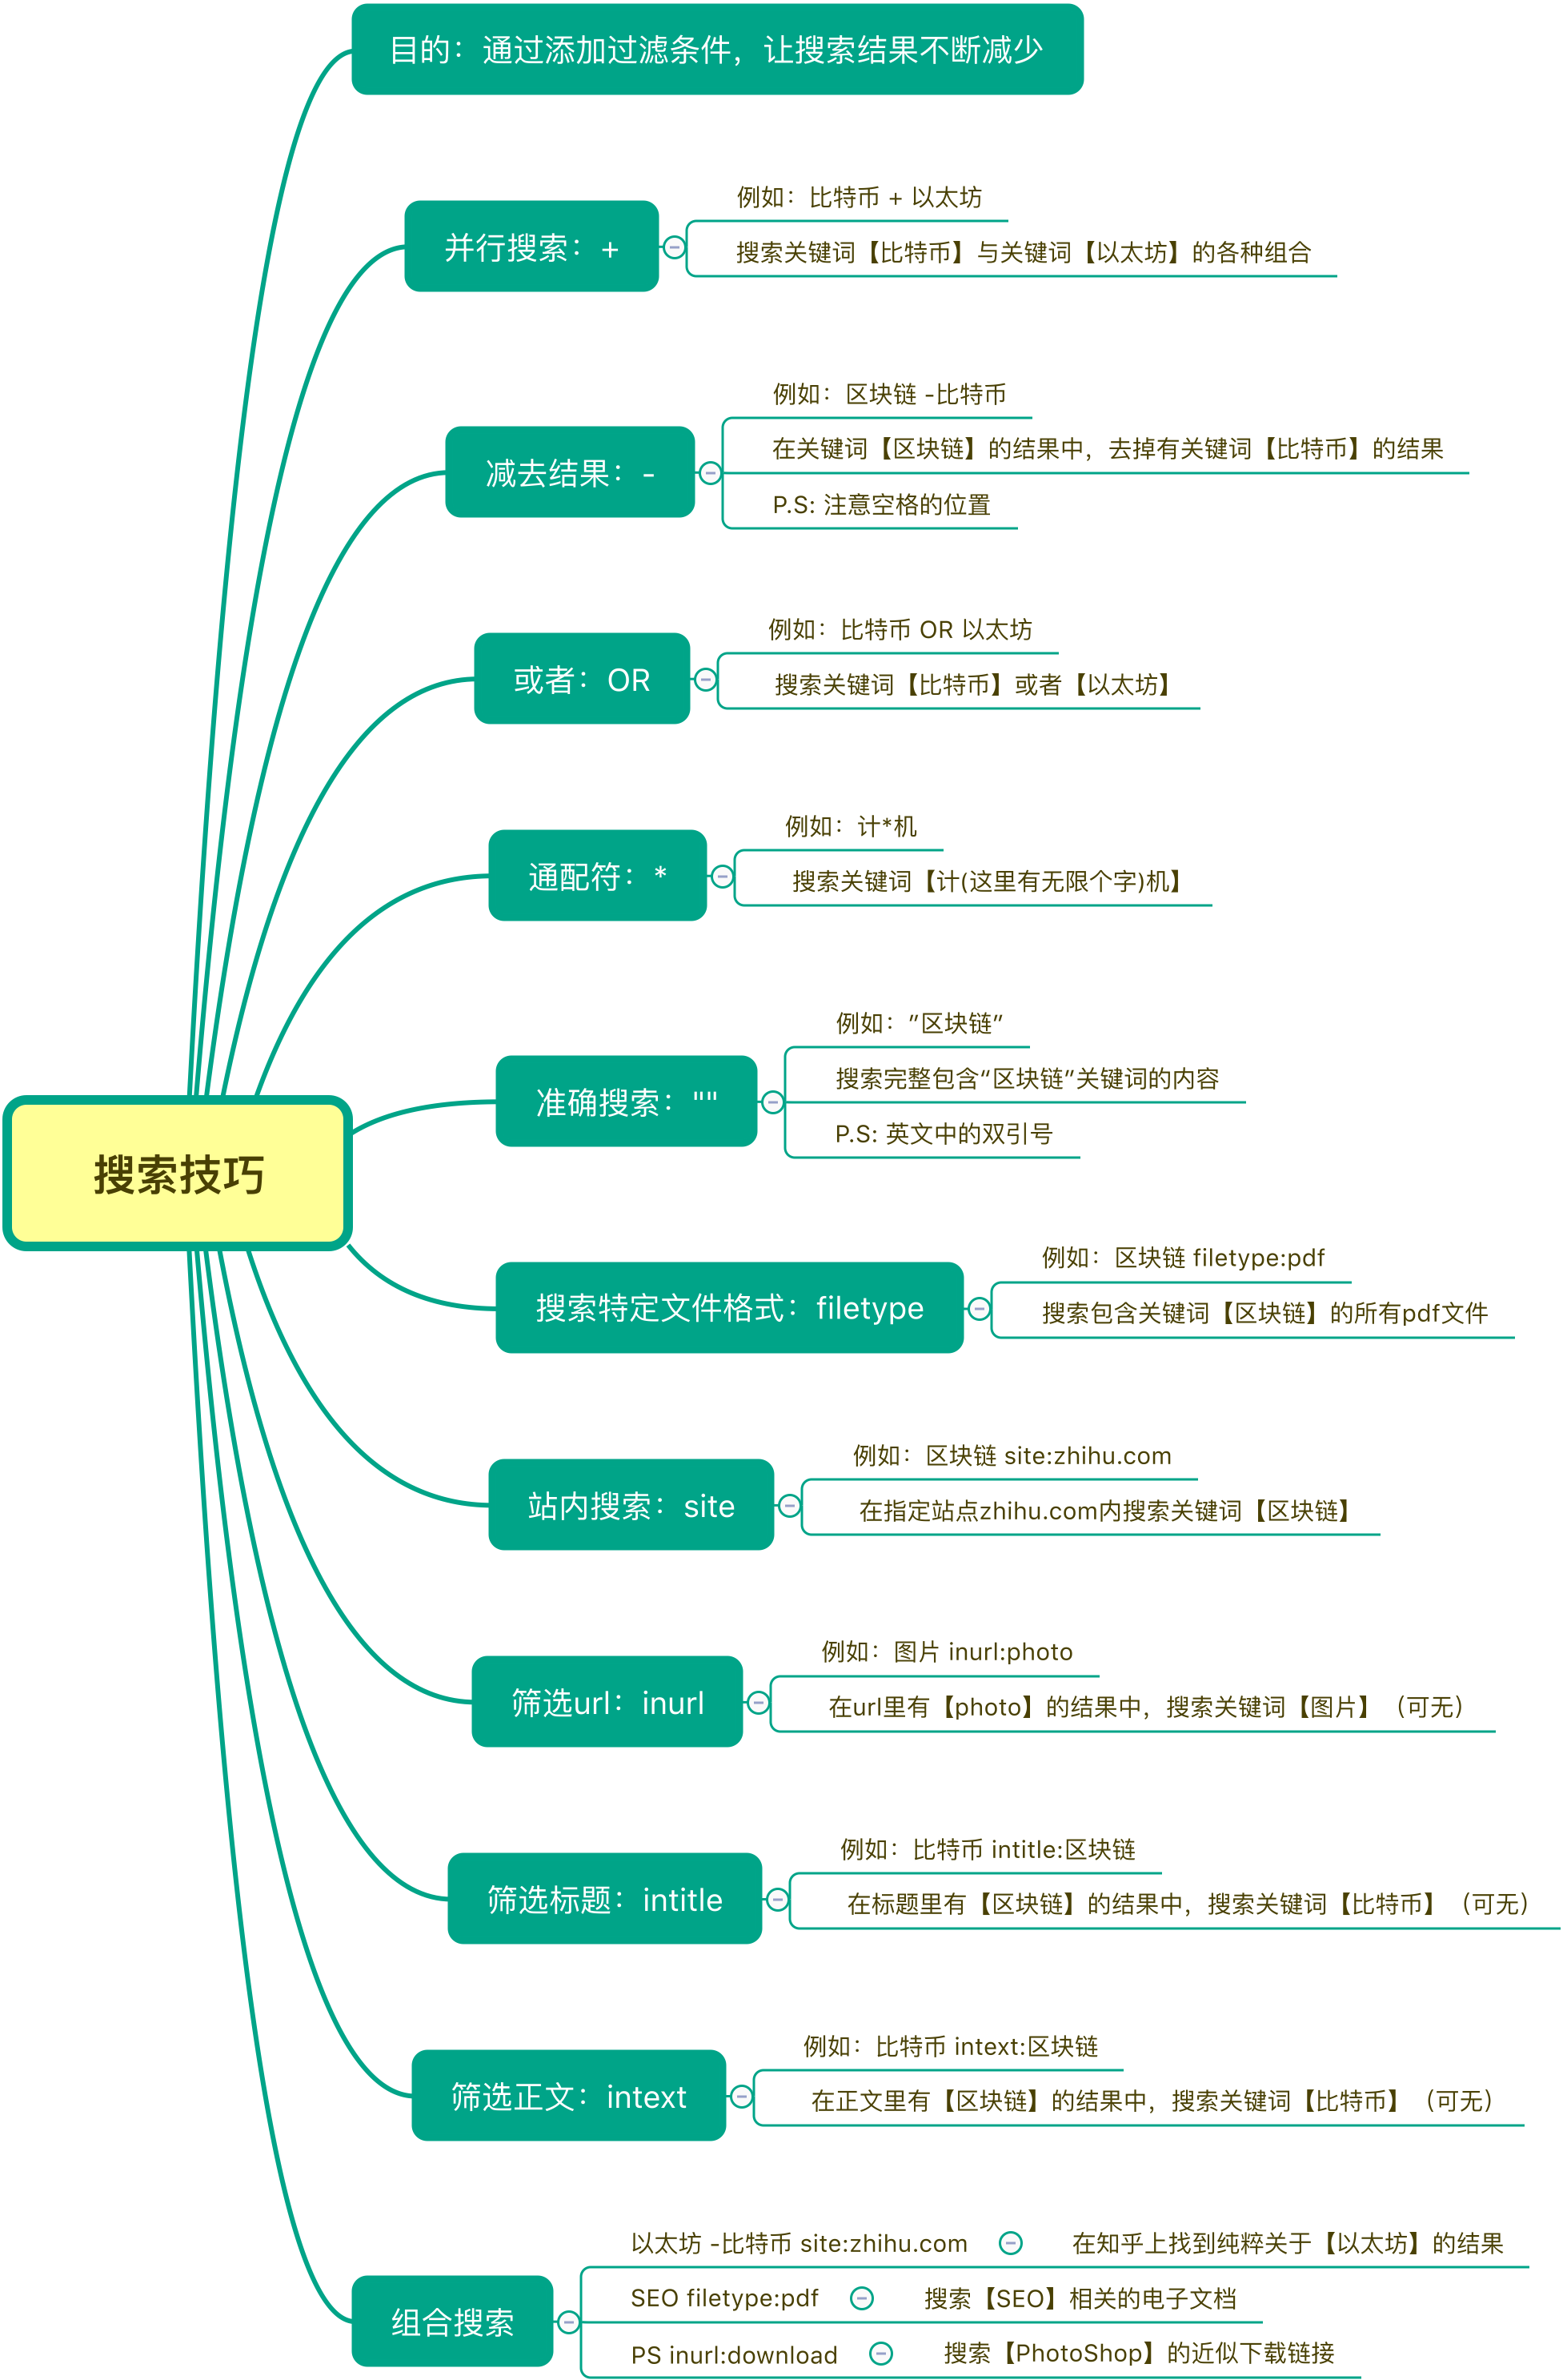 目的：通过添加过滤条件，让搜索结果不断减少
并行搜索：+
例如：比特币 + 以太坊
搜索关键词【比特币】与关键词【以太坊】的各种组合
减去结果：-
例如：区块链 -比特币
在关键词【区块链】的结果中，去掉有关键词【比特币】的结果
P.S: 注意空格的位置
或者：OR
例如：比特币 OR 以太坊
搜索关键词【比特币】或者【以太坊】
通配符：*
例如：计*机
搜索关键词【计(这里有无限个字)机】
准确搜索：""
例如：”区块链”
搜索完整包含“区块链”关键词的内容
P.S: 英文中的双引号
搜索技巧
搜索特定文件格式：filetype
例如：区块链 filetype:pdf
搜索包含关键词【区块链】的所有pdf文件
站内搜索：site
例如：区块链 site:zhihu.com
在指定站点zhihu.com内搜索关键词【区块链】
筛选url：inurl
例如：图片 inurl:photo
在url里有【photo】的结果中，搜索关键词【图片】（可无）
筛选标题：intitle
例如：比特币 intitle:区块链
在标题里有【区块链】的结果中，搜索关键词【比特币】（可无）
筛选正文：intext
例如：比特币 intext:区块链
在正文里有【区块链】的结果中，搜索关键词【比特币】（可无）
组合搜索
以太坊 -比特币 site:zhihu.com
在知乎上找到纯粹关于【以太坊】的结果
SEO filetype:pdf
搜索【SEO】相关的电子文档
PS inurl:download
搜索【PhotoShop】的近似下载链接